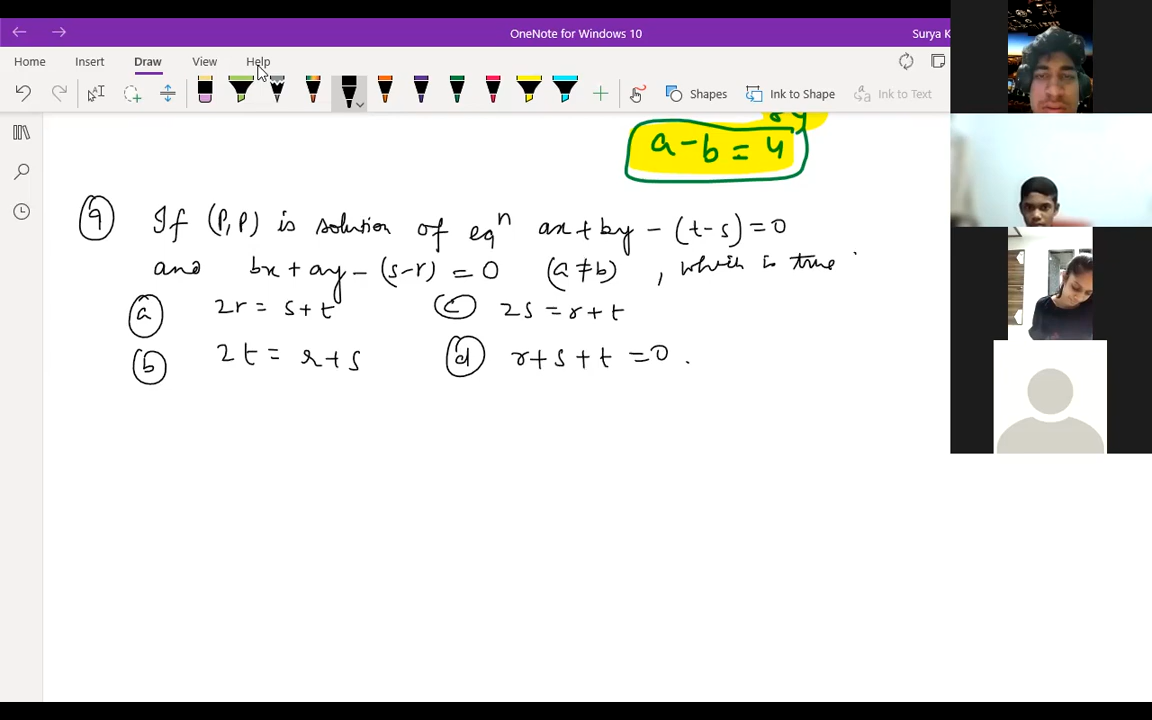 OneNote for Windows 10
Surya K
Home Insert Draw View Help
Shapes Ink to Shape Ink to Text
a-b = 4
9 If (P,P) is solution of eqn ax + by - (t-s) = 0
and bx + ay - (s-r) = 0 (a ≠ b) , which is true
a 2r = s+t c 2s = r+t
b 2t = r+s d r+s+t = 0 .